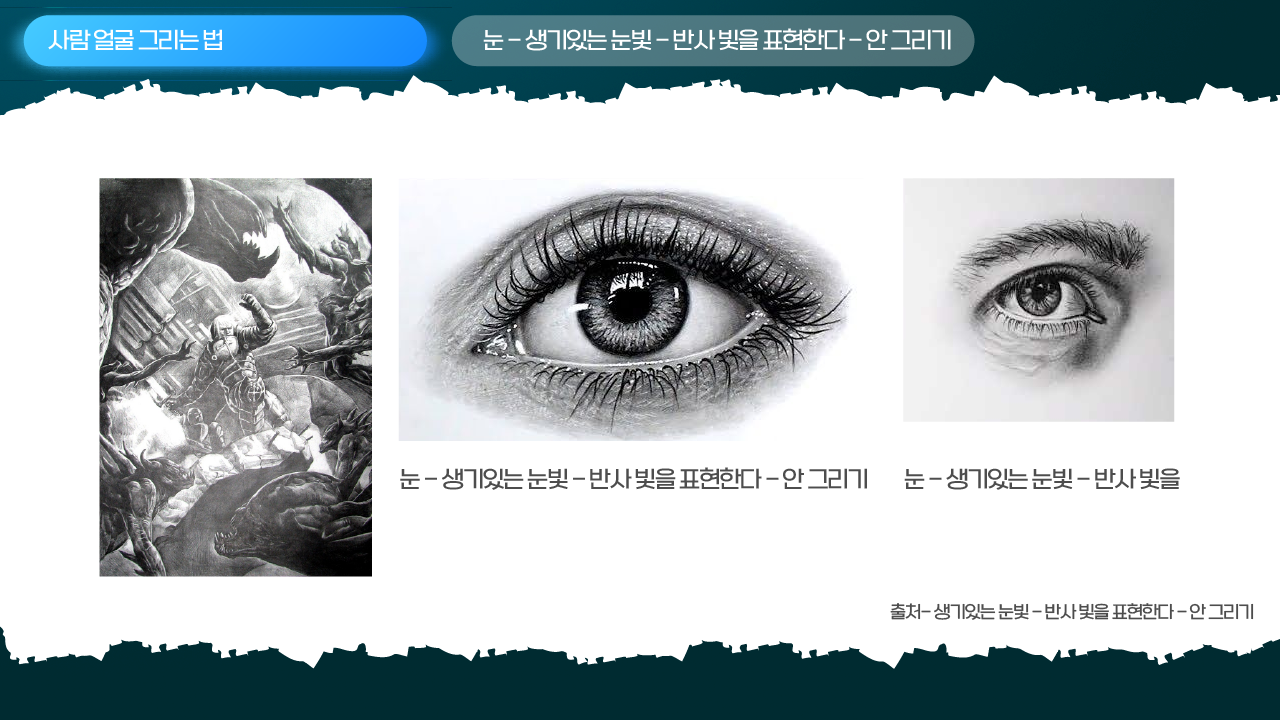 사람 얼굴 그리는 법
눈 - 생기있는 눈빛 - 반사 빛을 표현한다 - 안 그리기
눈 - 생기있는 눈빛 - 반사 빛을 표현한다 - 안 그리기
눈 - 생기있는 눈빛 - 반사 빛을
출처- 생기있는 눈빛 - 반사 빛을 표현한다 - 안 그리기